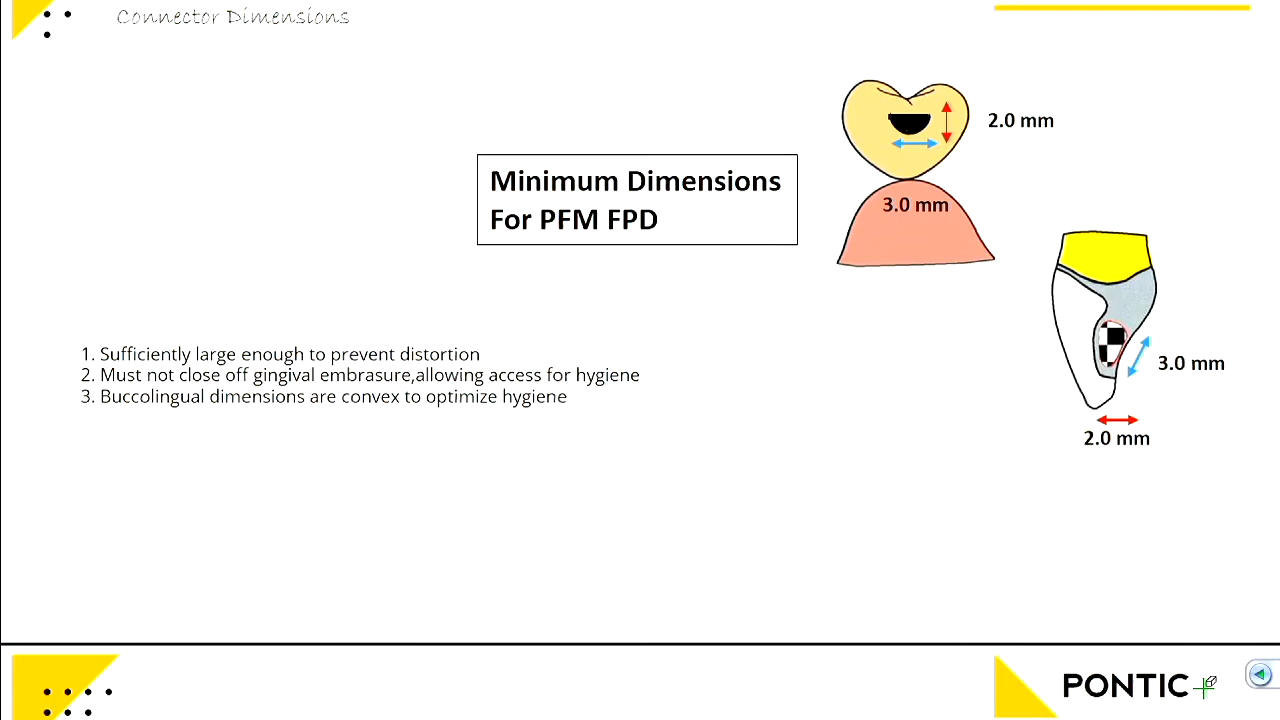 Connector Dimensions
2.0 mm
Minimum Dimensions
For PFM FPD
3.0 mm
1. Sufficiently large enough to prevent distortion
2. Must not close off gingival embrasure,allowing access for hygiene
3. Buccolingual dimensions are convex to optimize hygiene
3.0 mm
2.0 mm
PONTIC